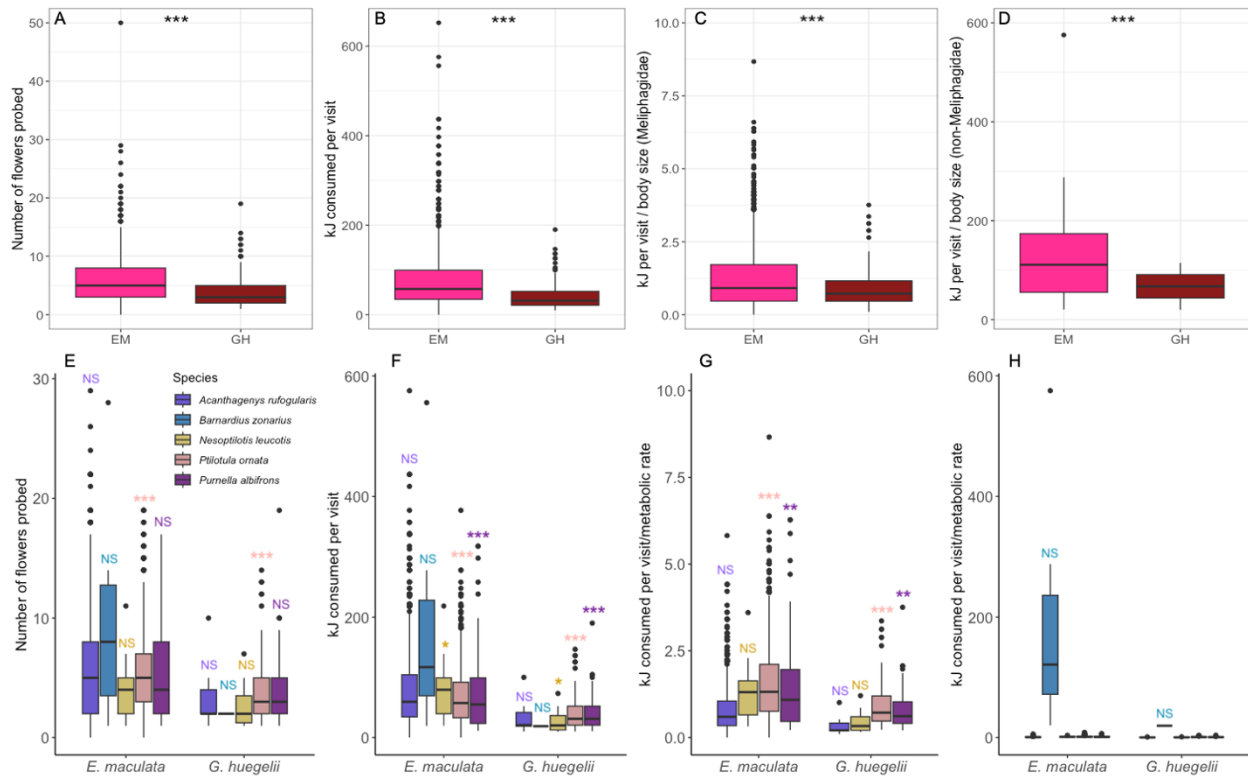 A
***
Number of flowers probed
50
40
30
20
10
0
EM
GH
B
***
kJ consumed per visit
600
400
200
0
EM
GH
C
***
kJ per visit / body size (Meliphagidae)
10.0
7.5
5.0
2.5
0.0
EM
GH
D
***
kJ per visit / body size (non-Meliphagidae)
600
400
200
0
EM
GH
E
Number of flowers probed
30
20
10
0
Species
Acanthagenys rufogularis
Barnardius zonarius
Nesoptilotis leucotis
Ptilotula ornata
Purnella albifrons
NS
NS
NS
***
NS
NS
NS
NS
***
NS
E. maculata
G. huegelii
F
kJ consumed per visit
600
400
200
0
NS
NS
*
***
***
NS
NS
*
***
***
E. maculata
G. huegelii
G
kJ consumed per visit/metabolic rate
10.0
7.5
5.0
2.5
0.0
NS
NS
***
**
NS
NS
***
**
E. maculata
G. huegelii
H
kJ consumed per visit/metabolic rate
600
400
200
0
NS
NS
E. maculata
G. huegelii